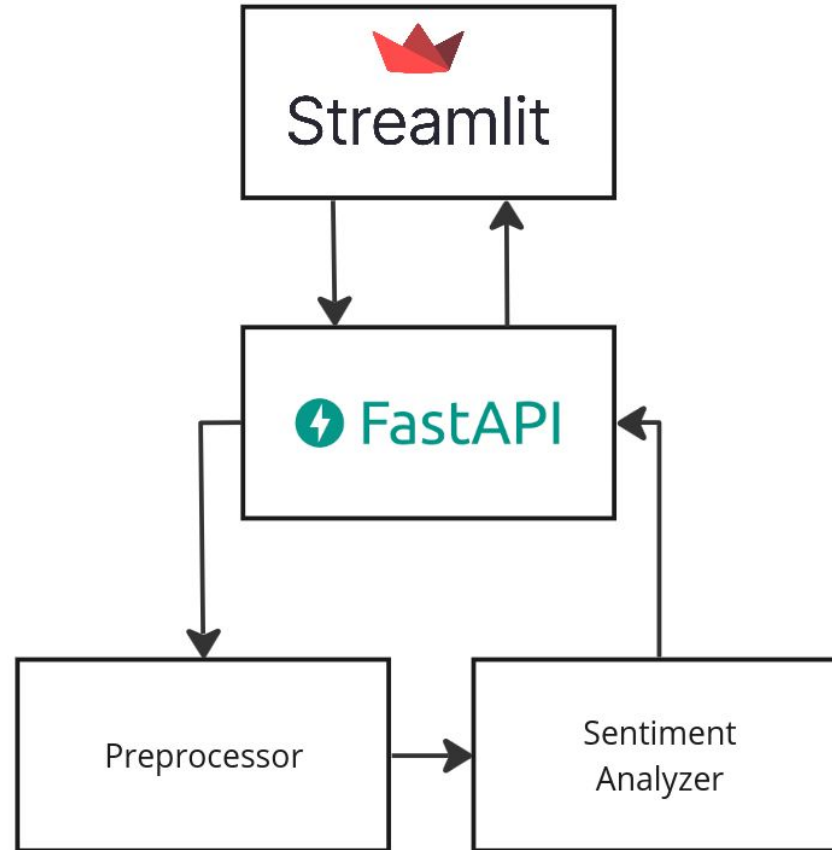 Streamlit
FastAPI
Preprocessor
Sentiment
Analyzer